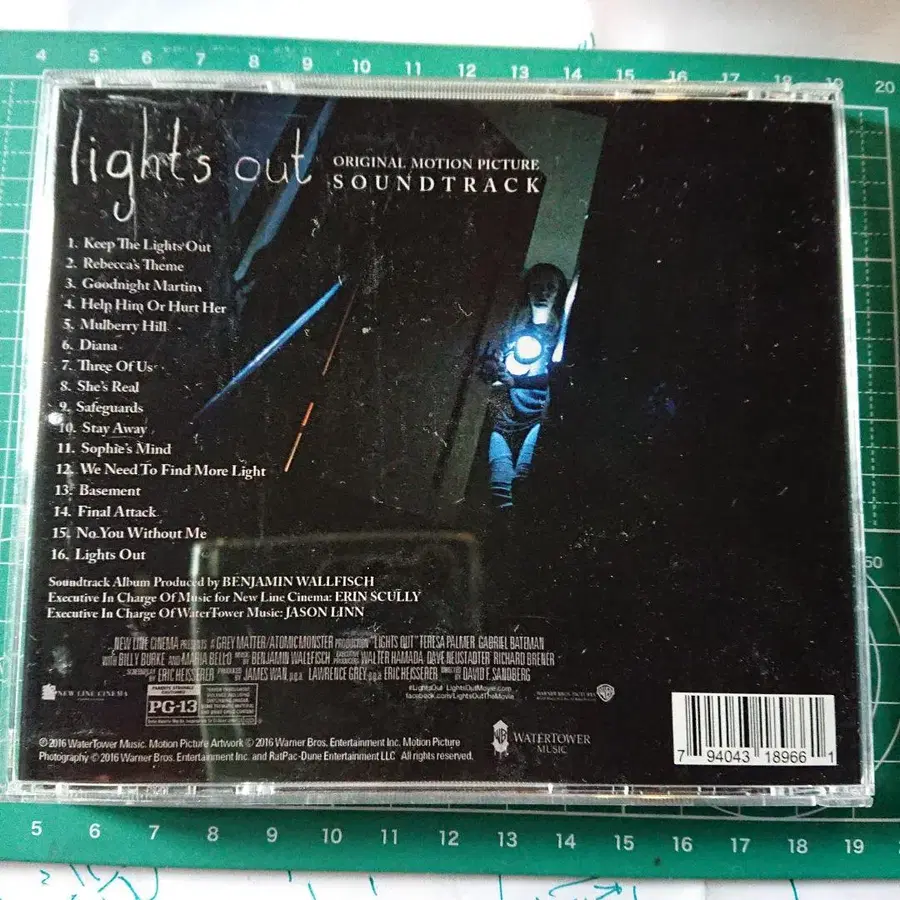 4 5 6 7 8 9 10 11 12 13 14 15 16 17 18 19 20
lights out
ORIGINAL MOTION PICTURE
SOUNDTRACK
1. Keep The Lights Out
2. Rebecca's Theme
3. Goodnight Martin
4. Help Him Or Hurt Her
5. Mulberry Hill
6. Diana
7. Three Of Us
8. She's Real
9. Safeguards
10. Stay Away
11. Sophie's Mind
12. We Need To Find More Light
13. Basement
14. Final Attack
15. No You Without Me
16. Lights Out
50
Soundtrack Album Produced by BENJAMIN WALLFISCH
Executive In Charge Of Music for New Line Cinema: ERIN SCULLY
Executive In Charge Of WaterTower Music: JASON LINN
NEW LINE CINEMA PRESENTS A GREY MATTER/ATOMIC MONSTER PRODUCTION "LIGHTS OUT" TERESA PALMER GABRIEL BATEMAN
WITH BILLY BURKE AND MARIA BELLO MUSIC BY BENJAMIN WALLFISCH EXECUTIVE PRODUCERS WALTER HAMADA DAVE NEUSTADTER RICHARD BRENER
SCREENPLAY BY ERIC HEISSERER PRODUCED BY JAMES WAN, p.g.a. LAWRENCE GREY, p.g.a. ERIC HEISSERER DIRECTED BY DAVID F. SANDBERG
NEW LINE CINEMA
PARENTS STRONGLY CAUTIONED
PG-13
#LightsOut LightsOutMovie.com
facebook.com/LightsOutTheMovie
WB
WATERTOWER
MUSIC
℗ 2016 WaterTower Music. Motion Picture Artwork © 2016 Warner Bros. Entertainment Inc. Motion Picture
Photography © 2016 Warner Bros. Entertainment Inc. and RatPac-Dune Entertainment LLC All rights reserved.
7 94043 18966 1
5 6 7 8 9 10 11 12 13 14 15 16 17 18 19